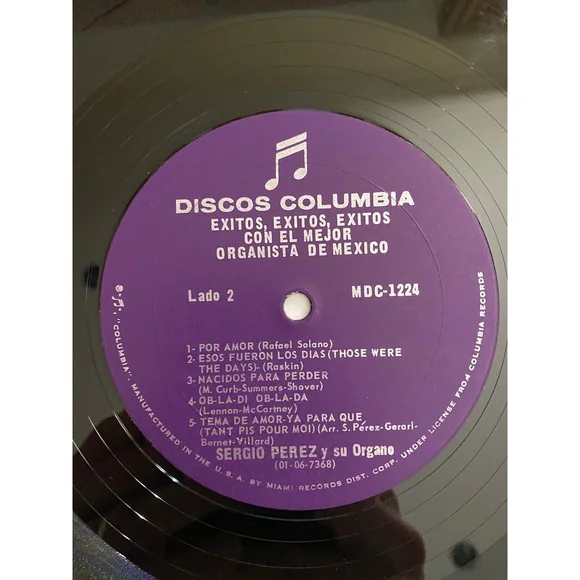 DISCOS COLUMBIA
EXITOS, EXITOS, EXITOS
CON EL MEJOR
ORGANISTA DE MEXICO
Lado 2
MDC-1224
1- POR AMOR (Rafael Solano)
2- ESOS FUERON LOS DIAS (THOSE WERE
THE DAYS)- (Raskin)
3- NACIDOS PARA PERDER
(M. Curb-Summers-Shaver)
4- OB-LA-DI OB-LA-DA
(Lennon-McCartney)
5- TEMA DE AMOR-YA PARA QUE
(TANT PIS POUR MOI) (Arr. S. Pérez-Gerarl-
Bernet-Villard)
SERGIO PEREZ y su Organo
(01-06-7368)
"COLUMBIA". MANUFACTURED IN THE U. S. A. BY MIAMI RECORDS DIST. CORP. UNDER LICENSE FROM COLUMBIA RECORDS